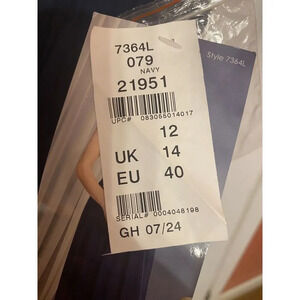 7364L
079
NAVY
21951
UPC# 083055014017
12
UK 14
EU 40
SERIAL# 0004048198
GH 07/24
Style 7364L